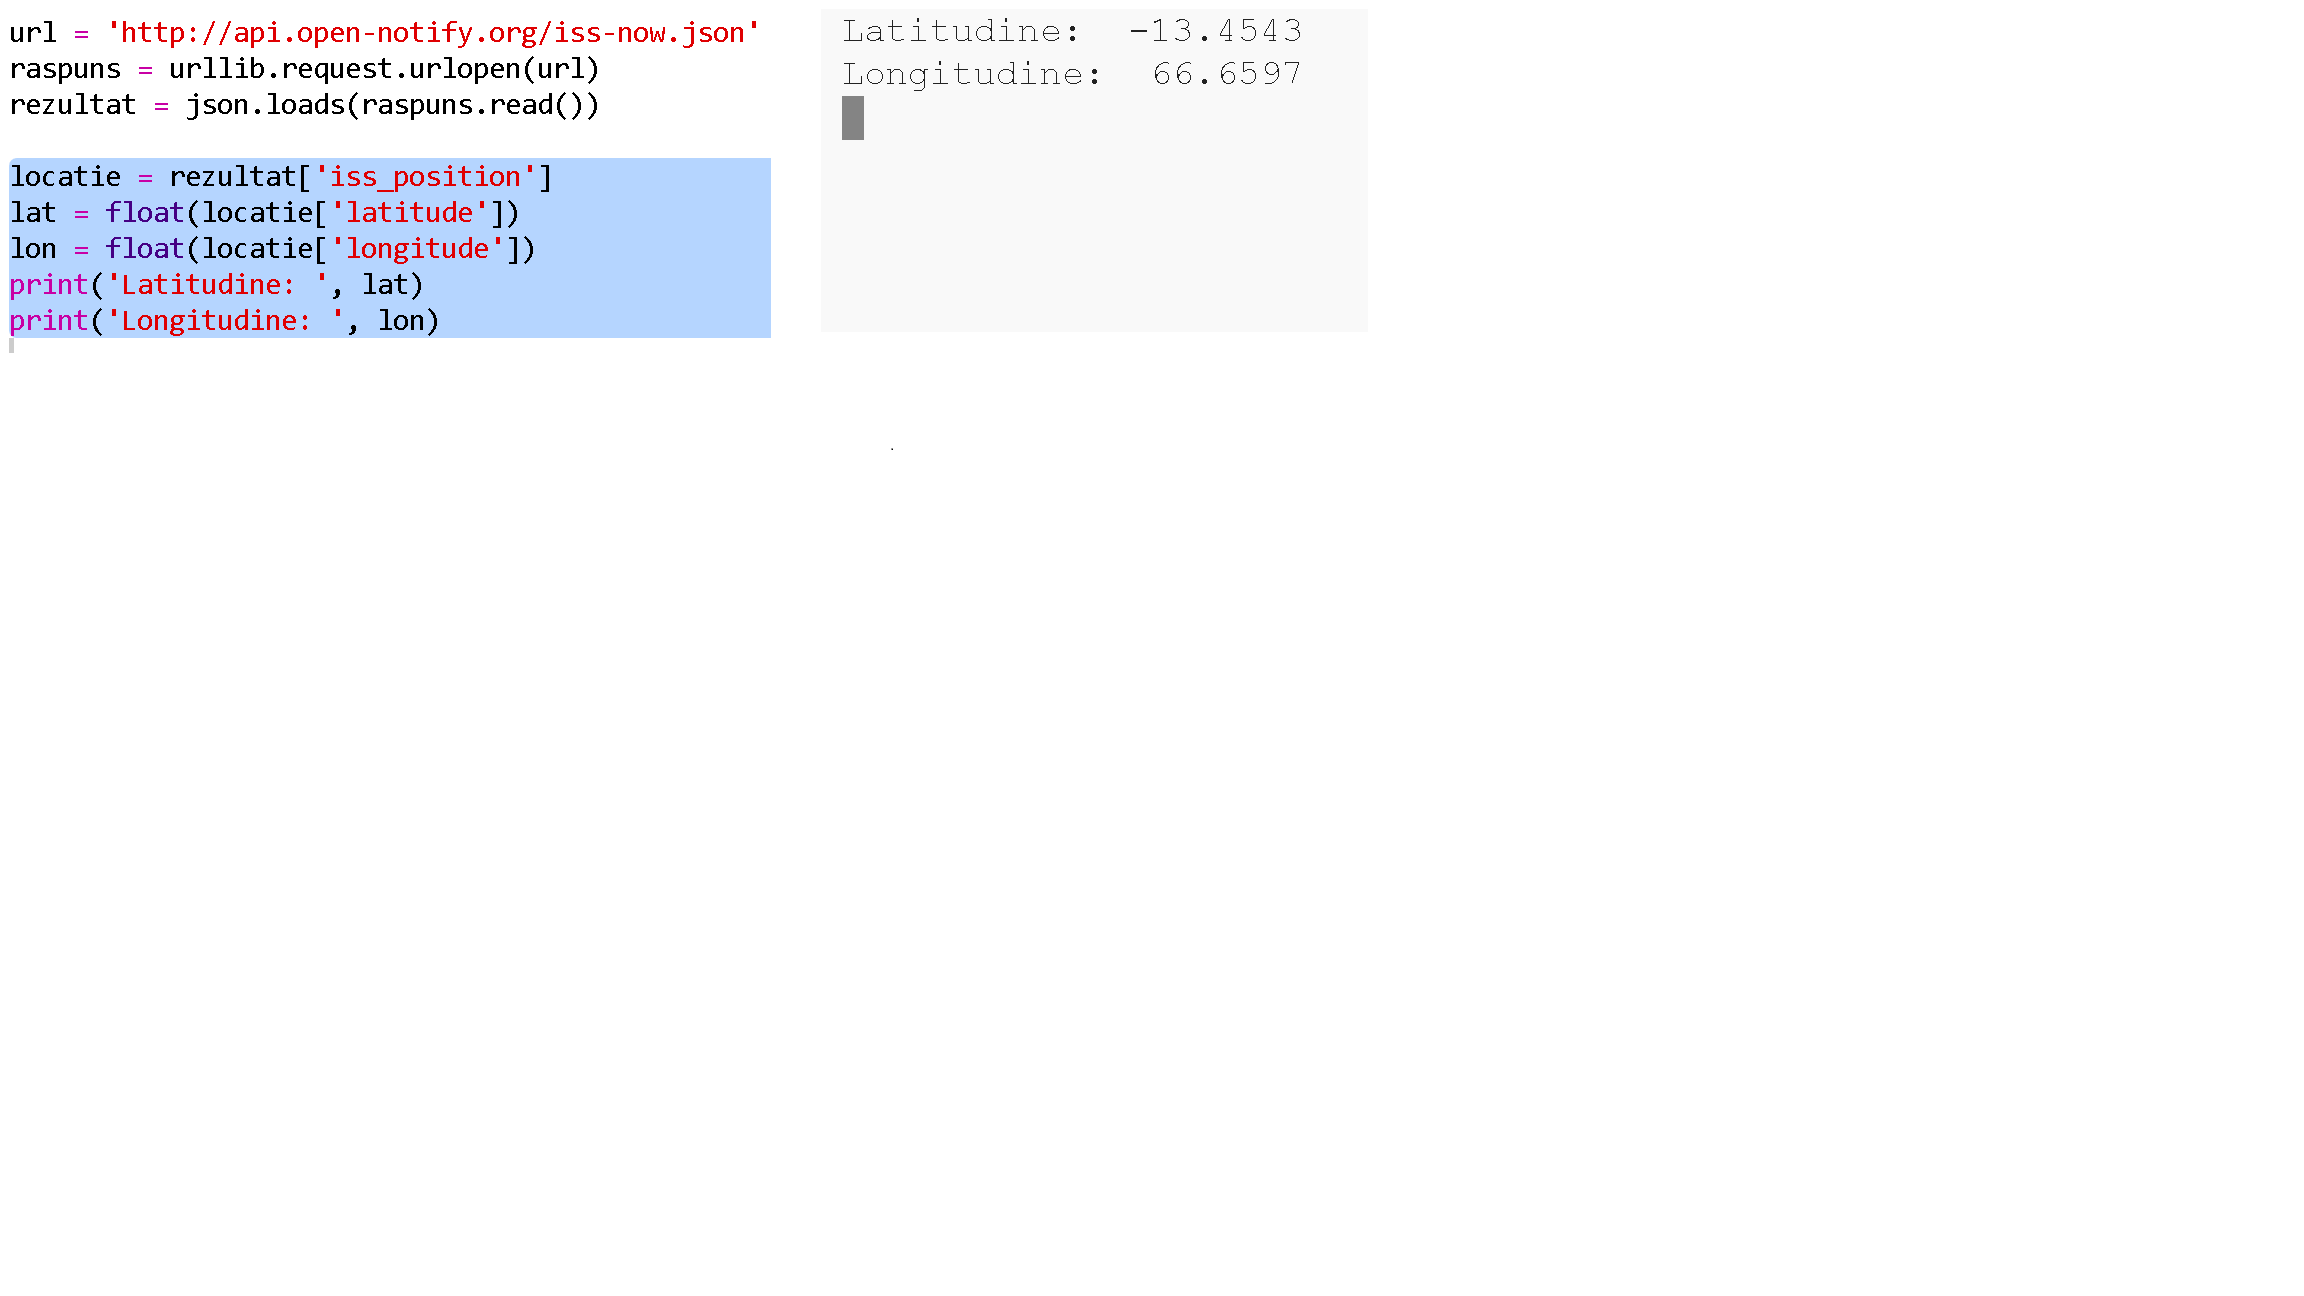 url = 'http://api.open-notify.org/iss-now.json'
raspuns = urllib.request.urlopen(url)
rezultat = json.loads(raspuns.read())
locatie = rezultat['iss_position']
lat = float(locatie['latitude'])
lon = float(locatie['longitude'])
print('Latitudine: ', lat)
print('Longitudine: ', lon)
Latitudine:  -13.4543
Longitudine:  66.6597